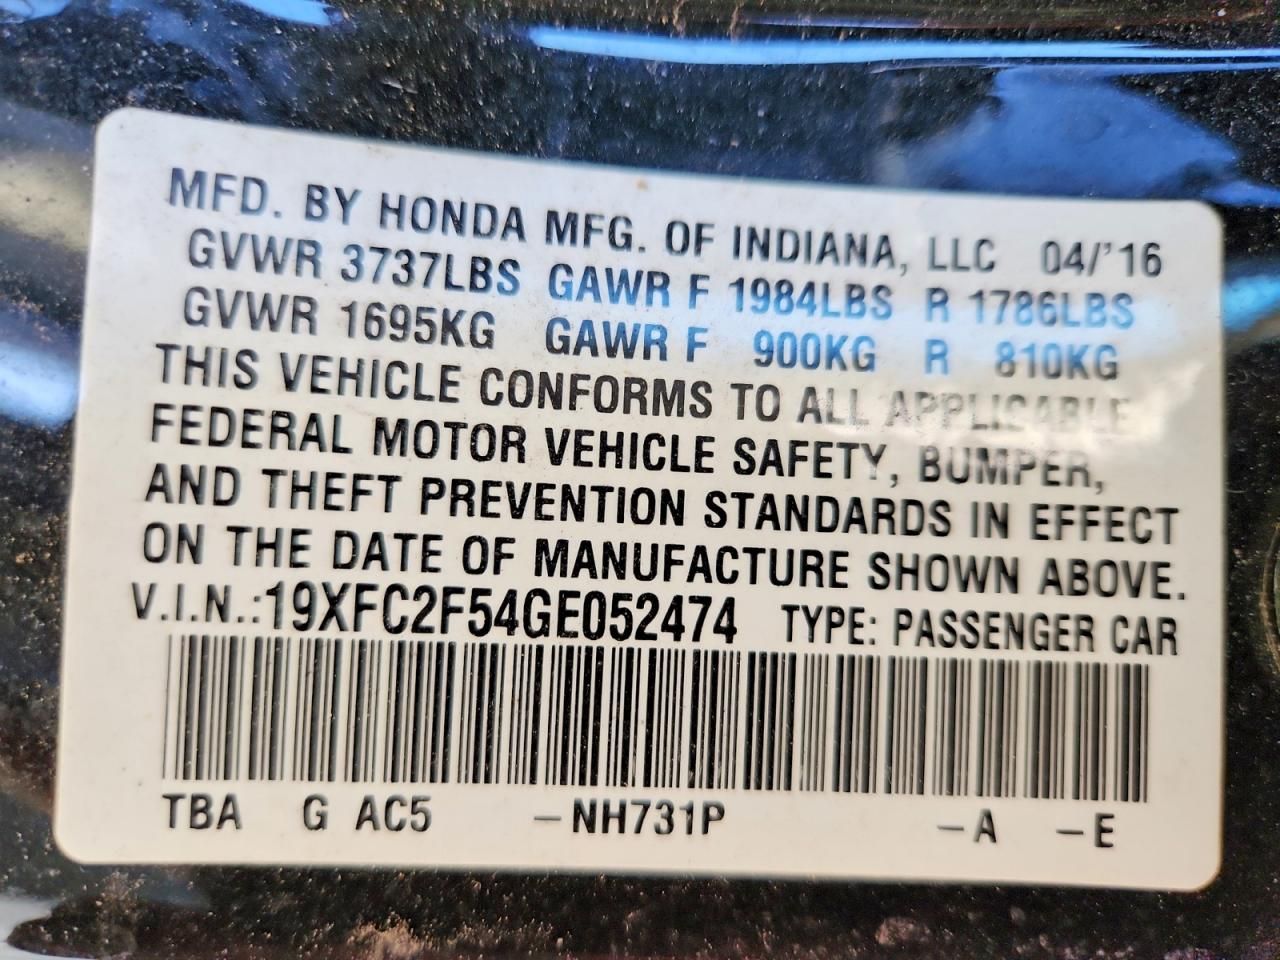 MFD. BY HONDA MFG. OF INDIANA, LLC 04/'16
GVWR 3737LBS GAWR F 1984LBS R 1786LBS
GVWR 1695KG GAWR F 900KG R 810KG
THIS VEHICLE CONFORMS TO ALL APPLICABLE
FEDERAL MOTOR VEHICLE SAFETY, BUMPER,
AND THEFT PREVENTION STANDARDS IN EFFECT
ON THE DATE OF MANUFACTURE SHOWN ABOVE.
V.I.N.:19XFC2F54GE052474 TYPE: PASSENGER CAR
TBA G AC5 -NH731P -A -E